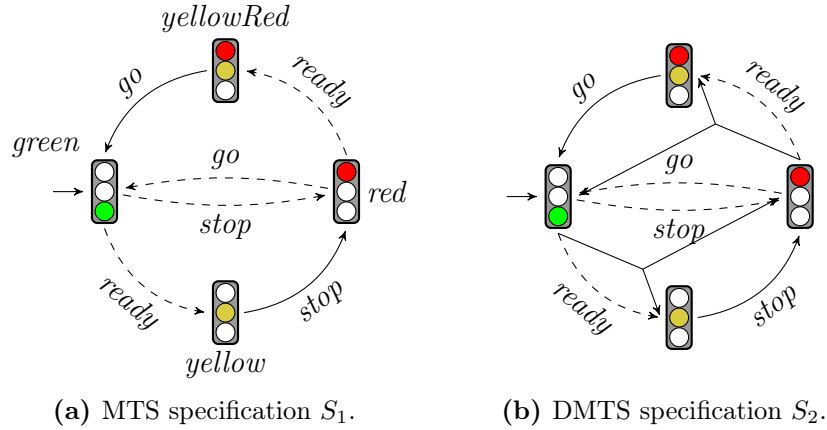 yellowRed
go
ready
green
go
stop
red
ready
stop
yellow
(a) MTS specification S₁.
go
ready
go
stop
ready
stop
(b) DMTS specification S₂.